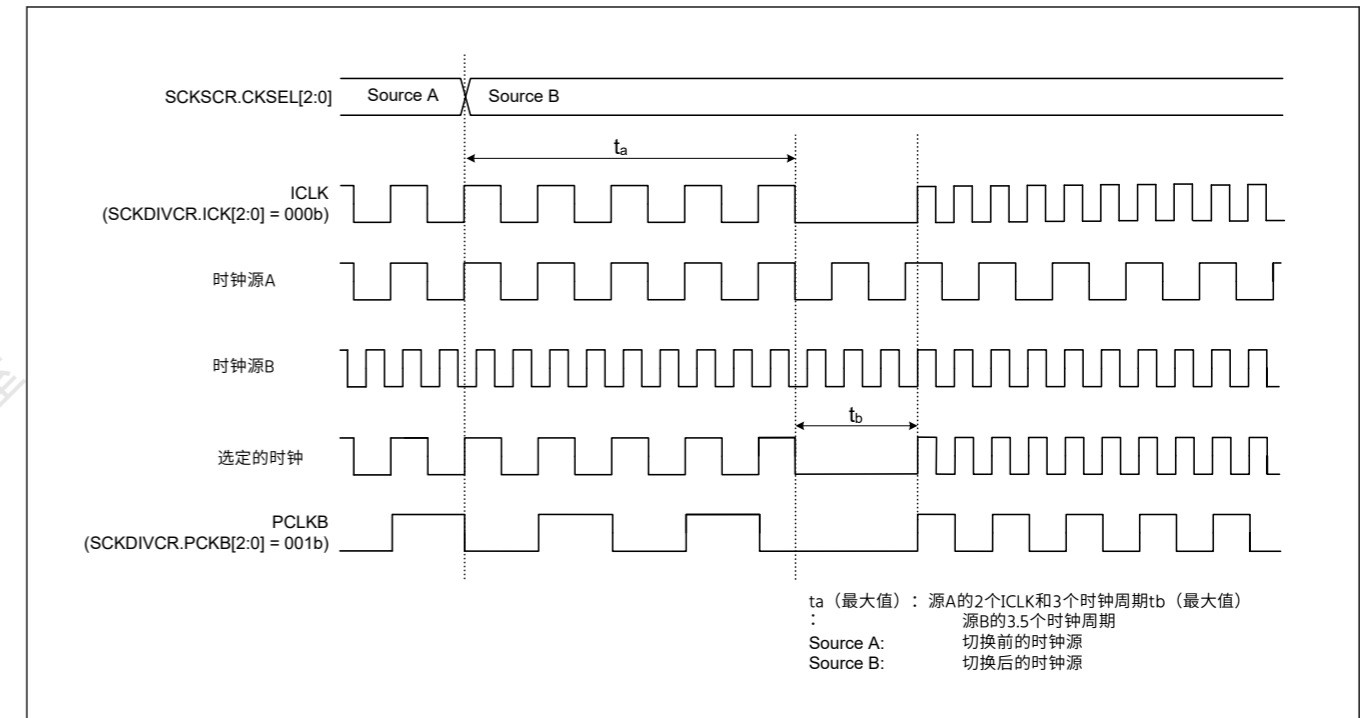 SCKSCR.CKSEL[2:0] Source A Source B
ta
ICLK
(SCKDIVCR.ICK[2:0] = 000b)
时钟源A
时钟源B
tb
选定的时钟
PCLKB
(SCKDIVCR.PCKB[2:0] = 001b)
ta（最大值）：源A的2个ICLK和3个时钟周期tb（最大值）
： 源B的3.5个时钟周期
Source A: 切换前的时钟源
Source B: 切换后的时钟源